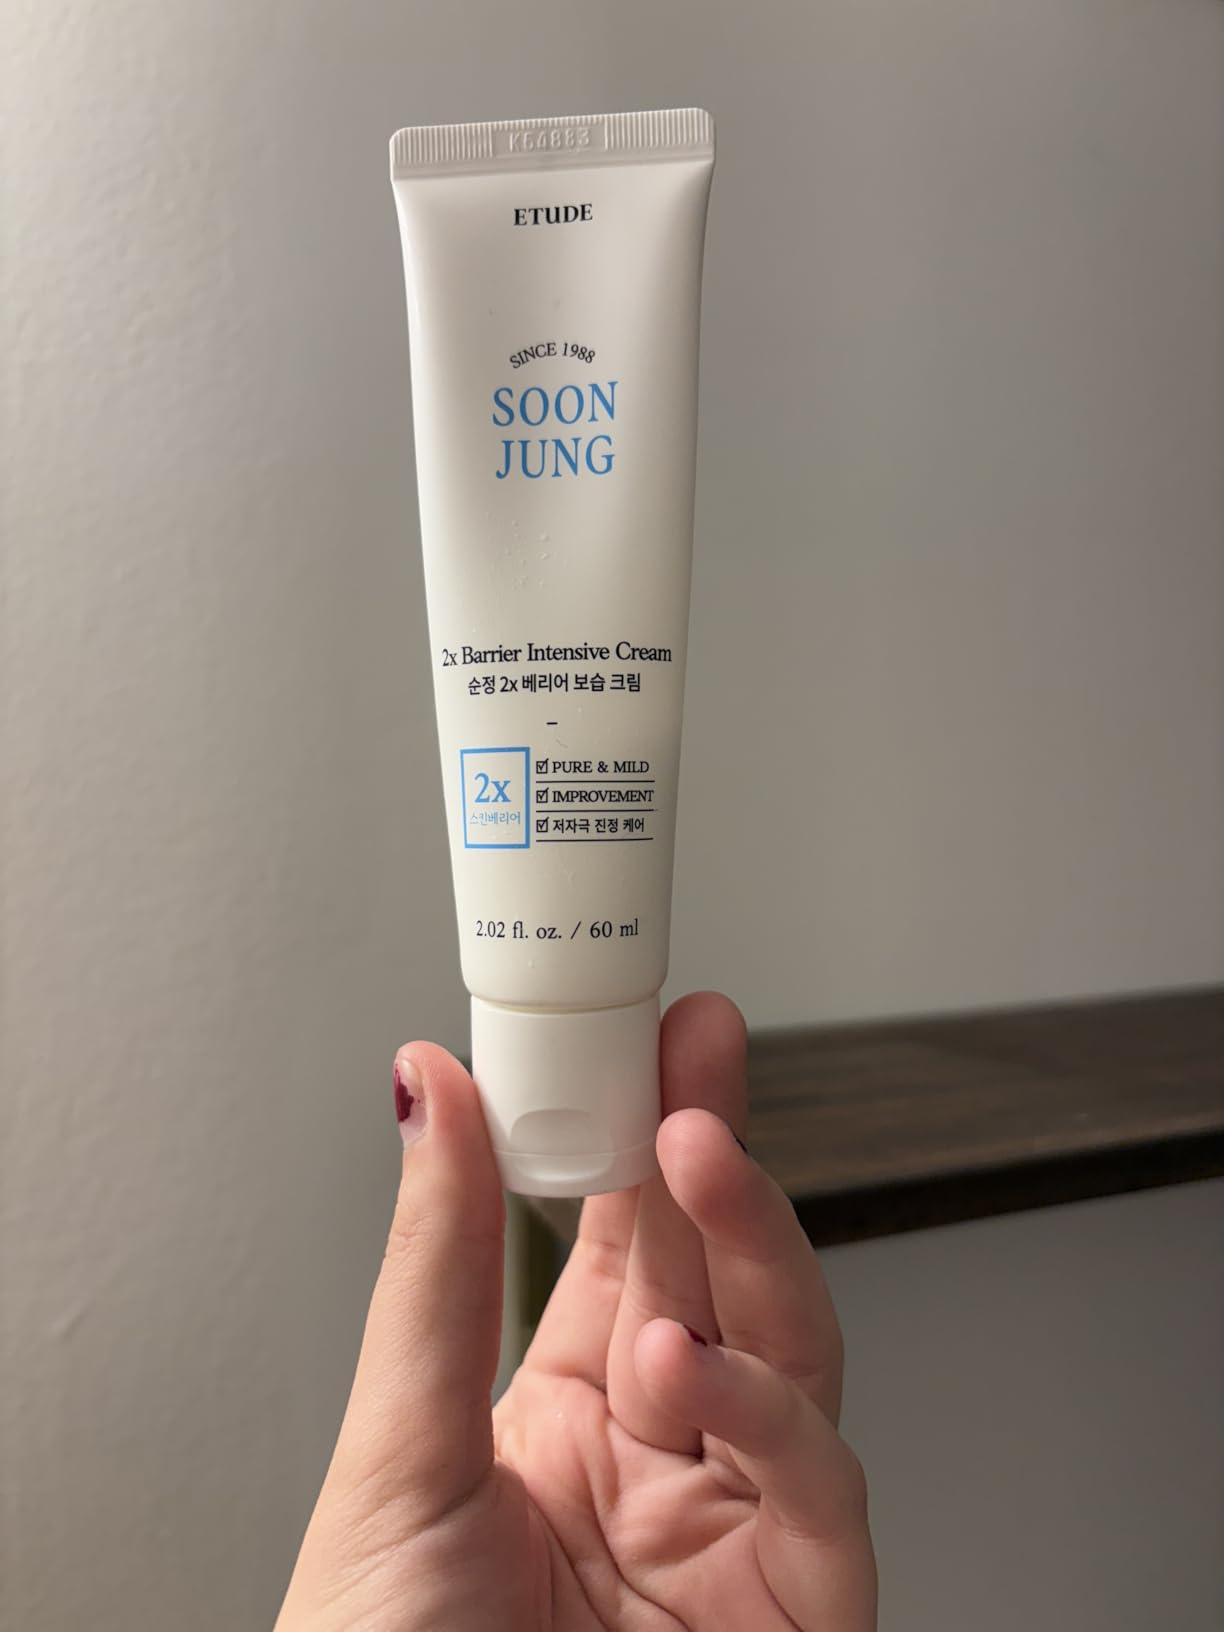 K54883
ETUDE
SINCE 1988
SOON
JUNG
2x Barrier Intensive Cream
순정 2x 베리어 보습 크림
–
2x
스킨베리어
☑ PURE & MILD
☑ IMPROVEMENT
☑ 저자극 진정 케어
2.02 fl. oz. / 60 ml